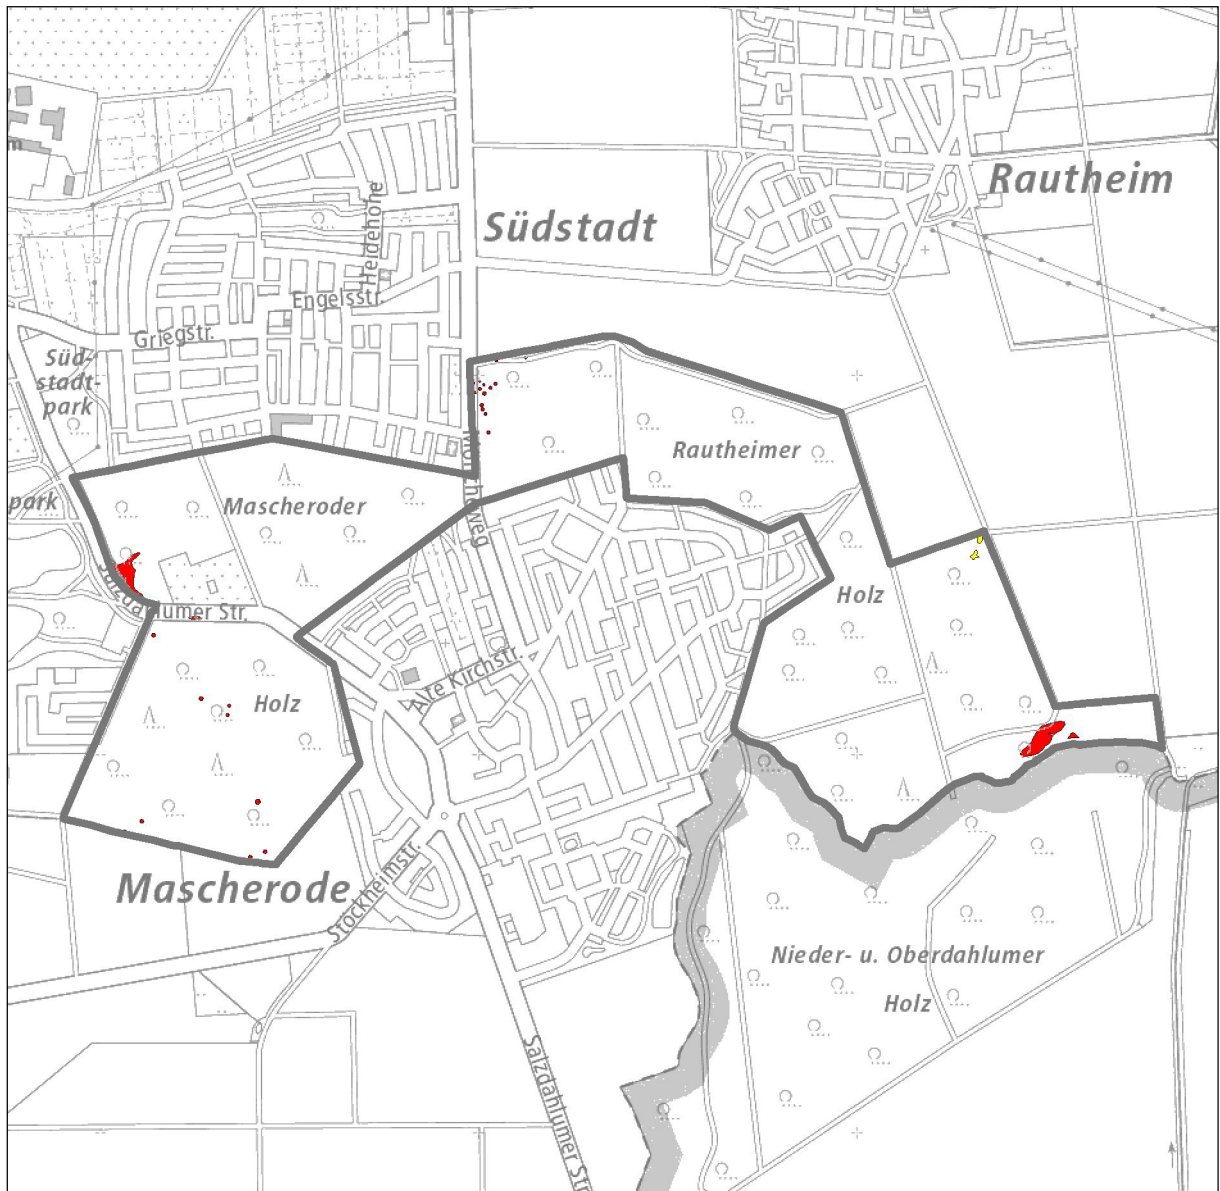 m
Rautheim
Südstadt
Heidehöhe
Engelsstr.
Griegstr.
Süd-
stadt-
park
Rautheimer
park
Mascheroder
Salzdahlumer Str.
Holz
Alte Kirchstr.
Holz
Mascherode
Stöckheimstr.
Nieder- u. Oberdahlumer
Holz
Salzdahlumer Str